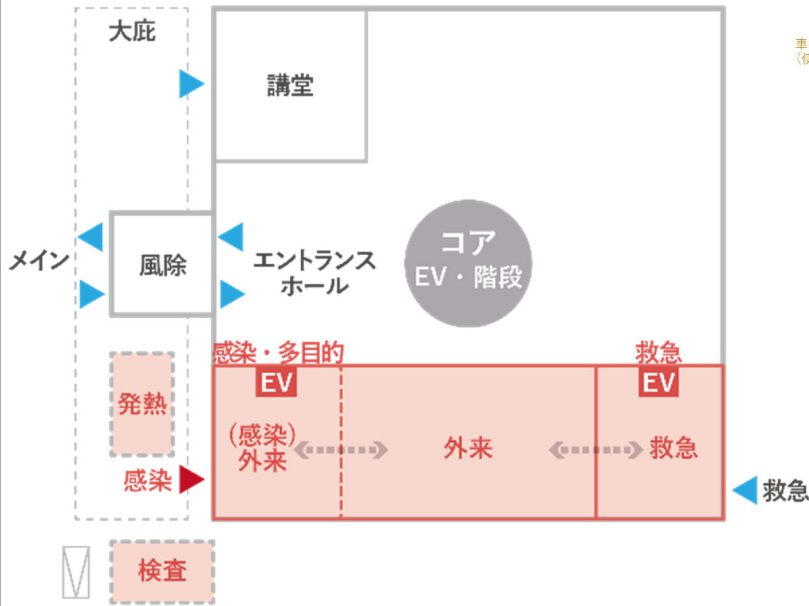 大庇
車
講堂
メイン
風除
エントランス
ホール
コア
EV・階段
感染・多目的
EV
救急
EV
発熱
(感染)
外来
外来
救急
感染
救急
検査